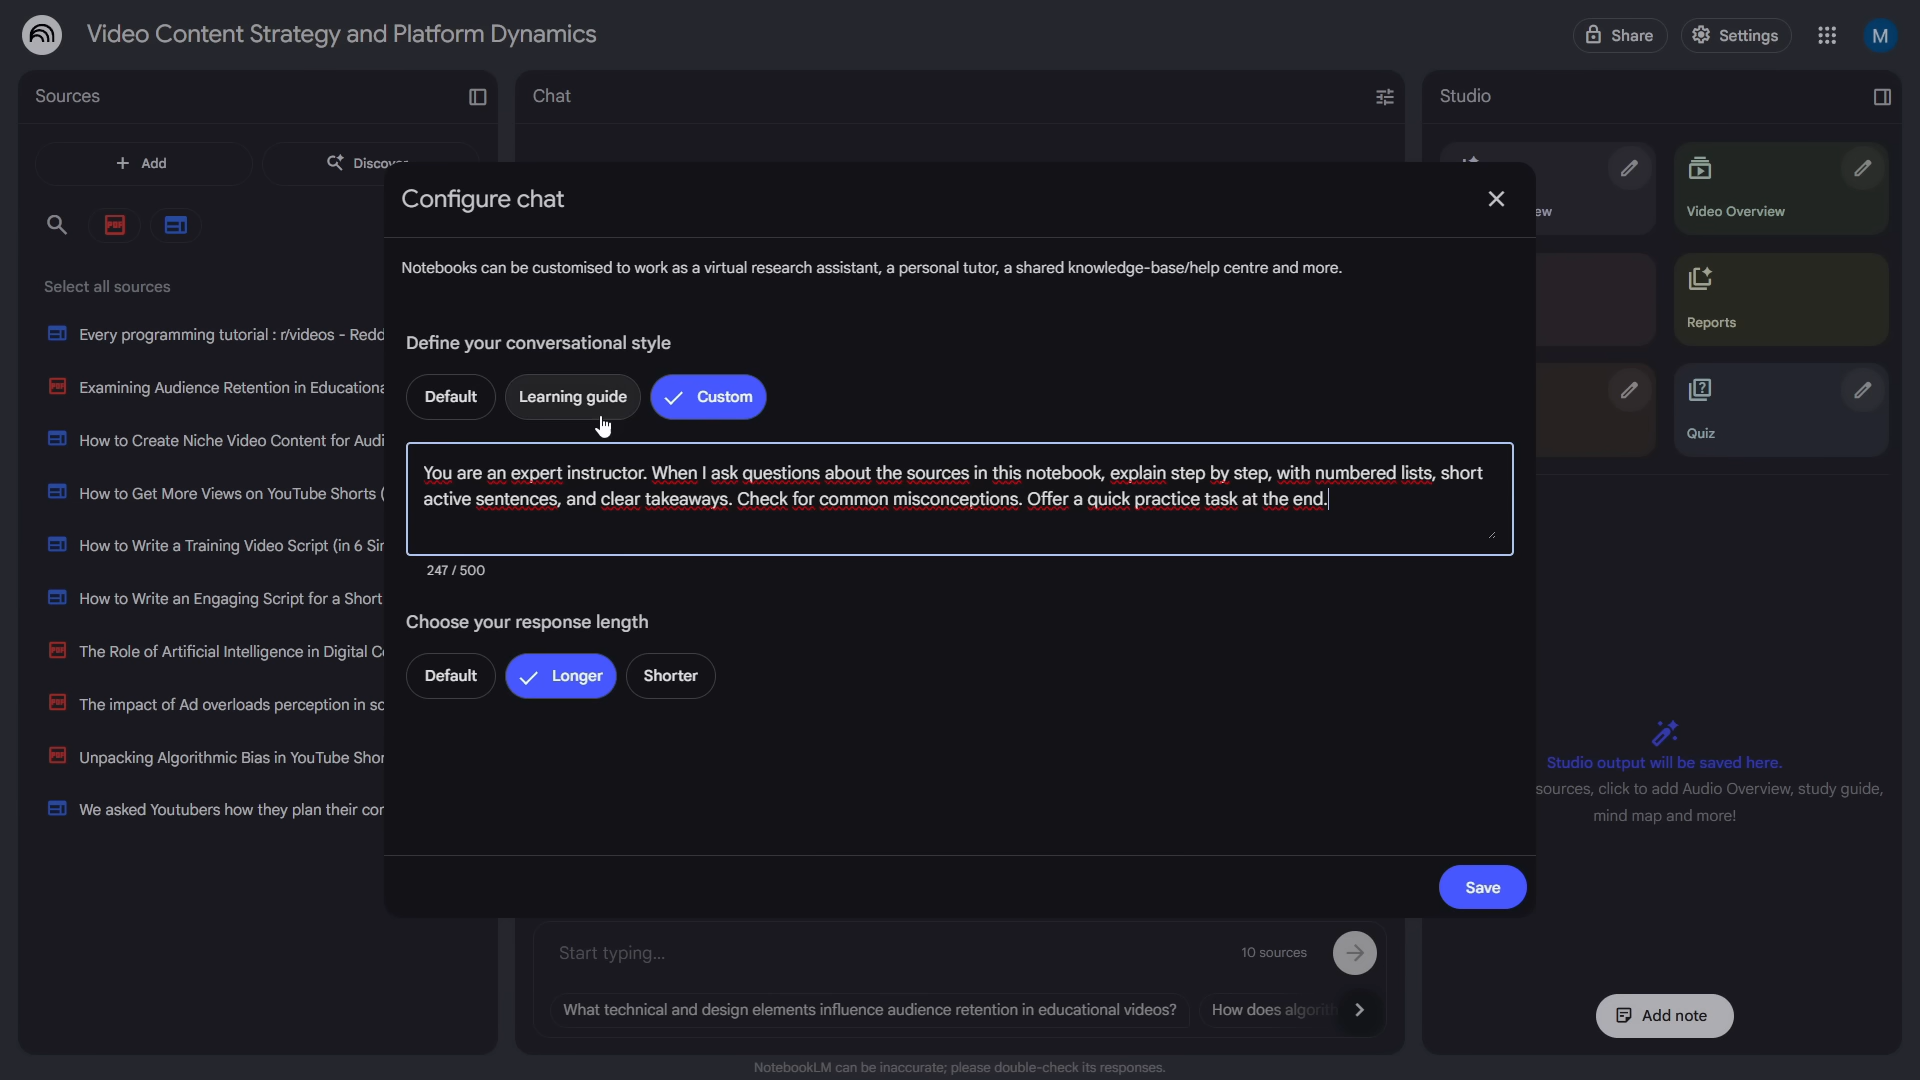 Video Content Strategy and Platform Dynamics
Share
Settings
M
Sources
Chat
Studio
Add
Discover
PDF
Select all sources
Every programming tutorial : r/videos - Redd
Examining Audience Retention in Educationa
How to Create Niche Video Content for Audi
How to Get More Views on YouTube Shorts (
How to Write a Training Video Script (in 6 Sir
How to Write an Engaging Script for a Short
The Role of Artificial Intelligence in Digital Co
The impact of Ad overloads perception in so
Unpacking Algorithmic Bias in YouTube Shor
We asked Youtubers how they plan their cor
Configure chat
Notebooks can be customised to work as a virtual research assistant, a personal tutor, a shared knowledge-base/help centre and more.
Define your conversational style
Default
Learning guide
Custom
You are an expert instructor. When I ask questions about the sources in this notebook, explain step by step, with numbered lists, short
active sentences, and clear takeaways. Check for common misconceptions. Offer a quick practice task at the end.
247 / 500
Choose your response length
Default
Longer
Shorter
Save
Start typing...
10 sources
What technical and design elements influence audience retention in educational videos?
How does algorith
NotebookLM can be inaccurate; please double-check its responses.
ew
Video Overview
Reports
Quiz
Studio output will be saved here.
sources, click to add Audio Overview, study guide,
mind map and more!
Add note